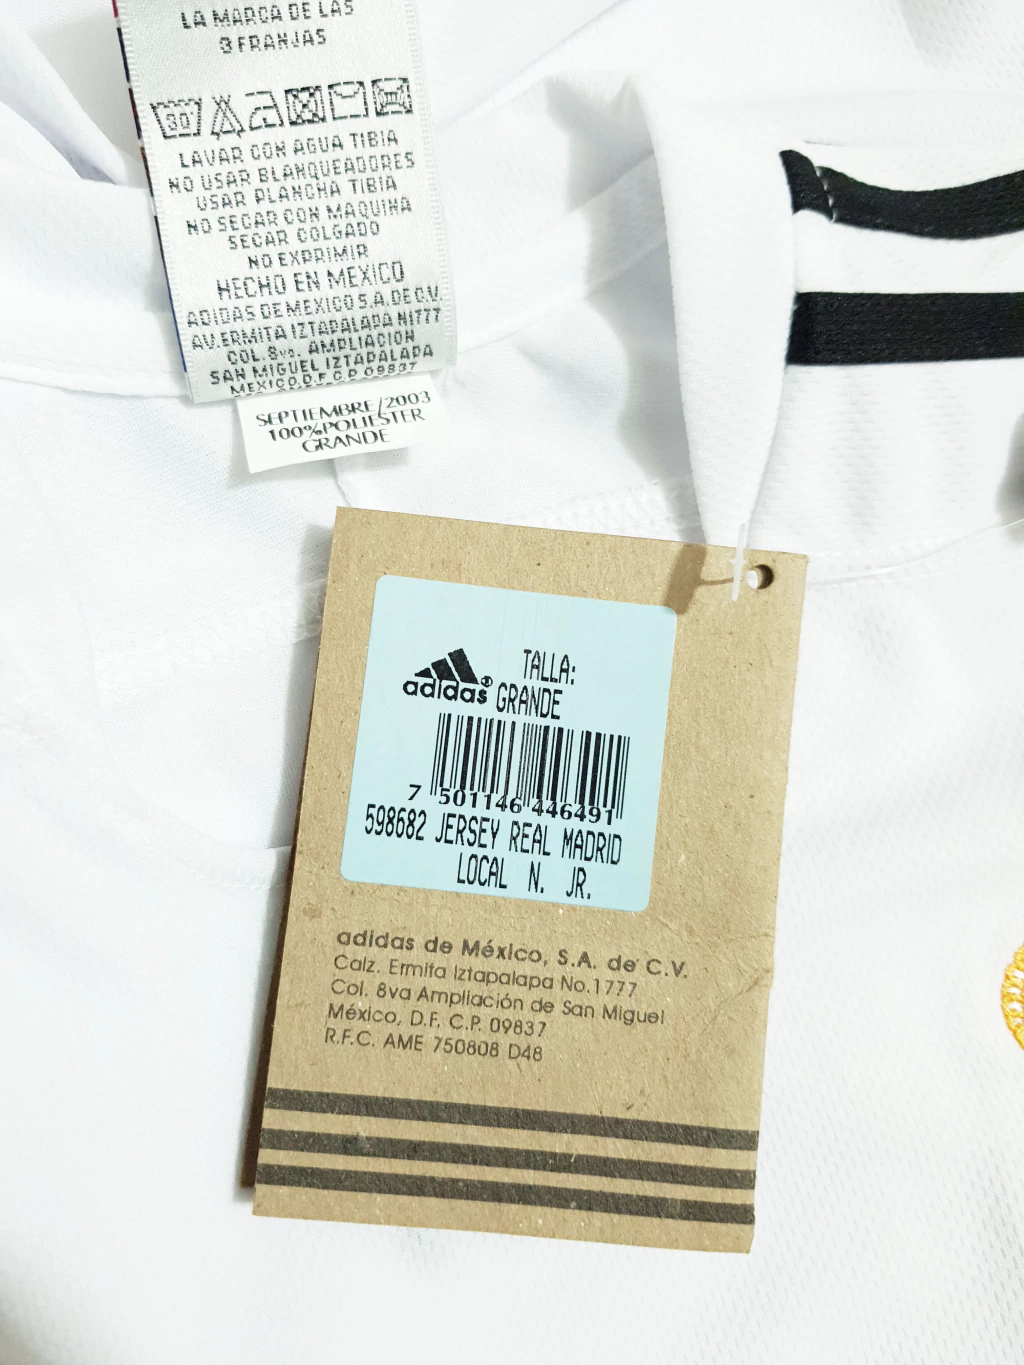 LA MARCA DE LAS
3 FRANJAS
30°
LAVAR CON AGUA TIBIA
NO USAR BLANQUEADORES
USAR PLANCHA TIBIA
NO SECAR CON MAQUINA
SECAR COLGADO
NO EXPRIMIR
HECHO EN MEXICO
ADIDAS DE MEXICO S.A. DE C.V.
AV. ERMITA IZTAPALAPA N1777
COL. 8va. AMPLIACION
SAN MIGUEL IZTAPALAPA
MEXICO, D.F. C.P. 09837
SEPTIEMBRE/2003
100%POLIESTER
GRANDE
TALLA:
adidas® GRANDE
7 501146 446491
598682 JERSEY REAL MADRID
LOCAL N. JR.
adidas de México, S.A. de C.V.
Calz. Ermita Iztapalapa No.1777
Col. 8va Ampliación de San Miguel
México, D.F. C.P. 09837
R.F.C. AME 750808 D48